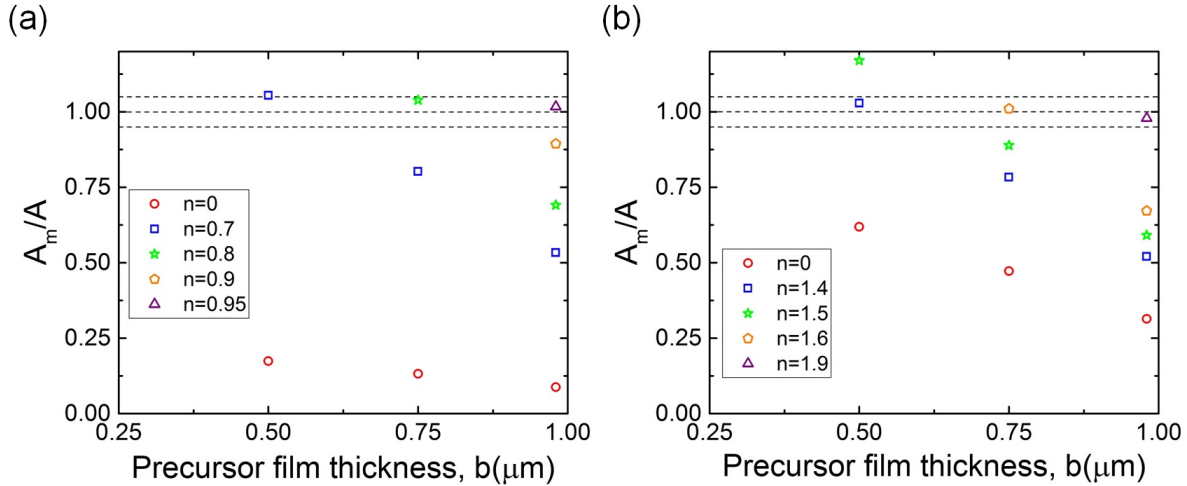 (a)
A_m/A
1.00
0.75
0.50
0.25
0.00
n=0
n=0.7
n=0.8
n=0.9
n=0.95
0.25 0.50 0.75 1.00
Precursor film thickness, b(μm)
(b)
A_m/A
1.00
0.75
0.50
0.25
0.00
n=0
n=1.4
n=1.5
n=1.6
n=1.9
0.25 0.50 0.75 1.00
Precursor film thickness, b(μm)